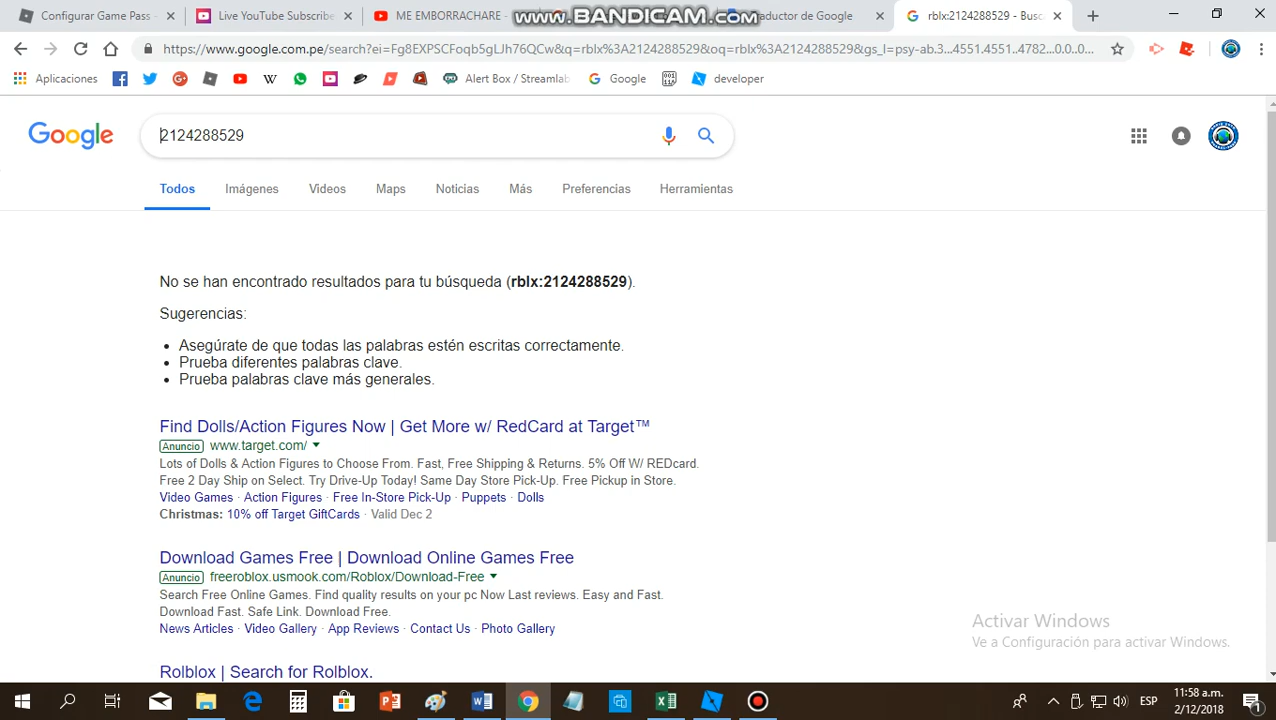 Configurar Game Pass - × Live YouTube Subscribe × ME EMBORRACHARE - www.BANDICAM.com aductor de Google × rblx:2124288529 - Busc ×
https://www.google.com.pe/search?ei=Fg8EXPSCFoqb5gLJh76QCw&q=rblx%3A2124288529&oq=rblx%3A2124288529&gs_l=psy-ab.3...4551.4551..4782...0.0..0...
Aplicaciones Alert Box / Streamlab Google developer
Google 2124288529
Todos Imágenes Videos Maps Noticias Más Preferencias Herramientas
No se han encontrado resultados para tu búsqueda (rblx:2124288529).
Sugerencias:
• Asegúrate de que todas las palabras estén escritas correctamente.
• Prueba diferentes palabras clave.
• Prueba palabras clave más generales.
Find Dolls/Action Figures Now | Get More w/ RedCard at Target™
Anuncio www.target.com/
Lots of Dolls & Action Figures to Choose From. Fast, Free Shipping & Returns. 5% Off W/ REDcard.
Free 2 Day Ship on Select. Try Drive-Up Today! Same Day Store Pick-Up. Free Pickup in Store.
Video Games · Action Figures · Free In-Store Pick-Up · Puppets · Dolls
Christmas: 10% off Target GiftCards · Valid Dec 2
Download Games Free | Download Online Games Free
Anuncio freeroblox.usmook.com/Roblox/Download-Free
Search Free Online Games. Find quality results on your pc Now Last reviews. Easy and Fast.
Download Fast. Safe Link. Download Free.
News Articles · Video Gallery · App Reviews · Contact Us · Photo Gallery
Activar Windows
Ve a Configuración para activar Windows.
Rolblox | Search for Rolblox.
ESP 11:58 a.m.
2/12/2018